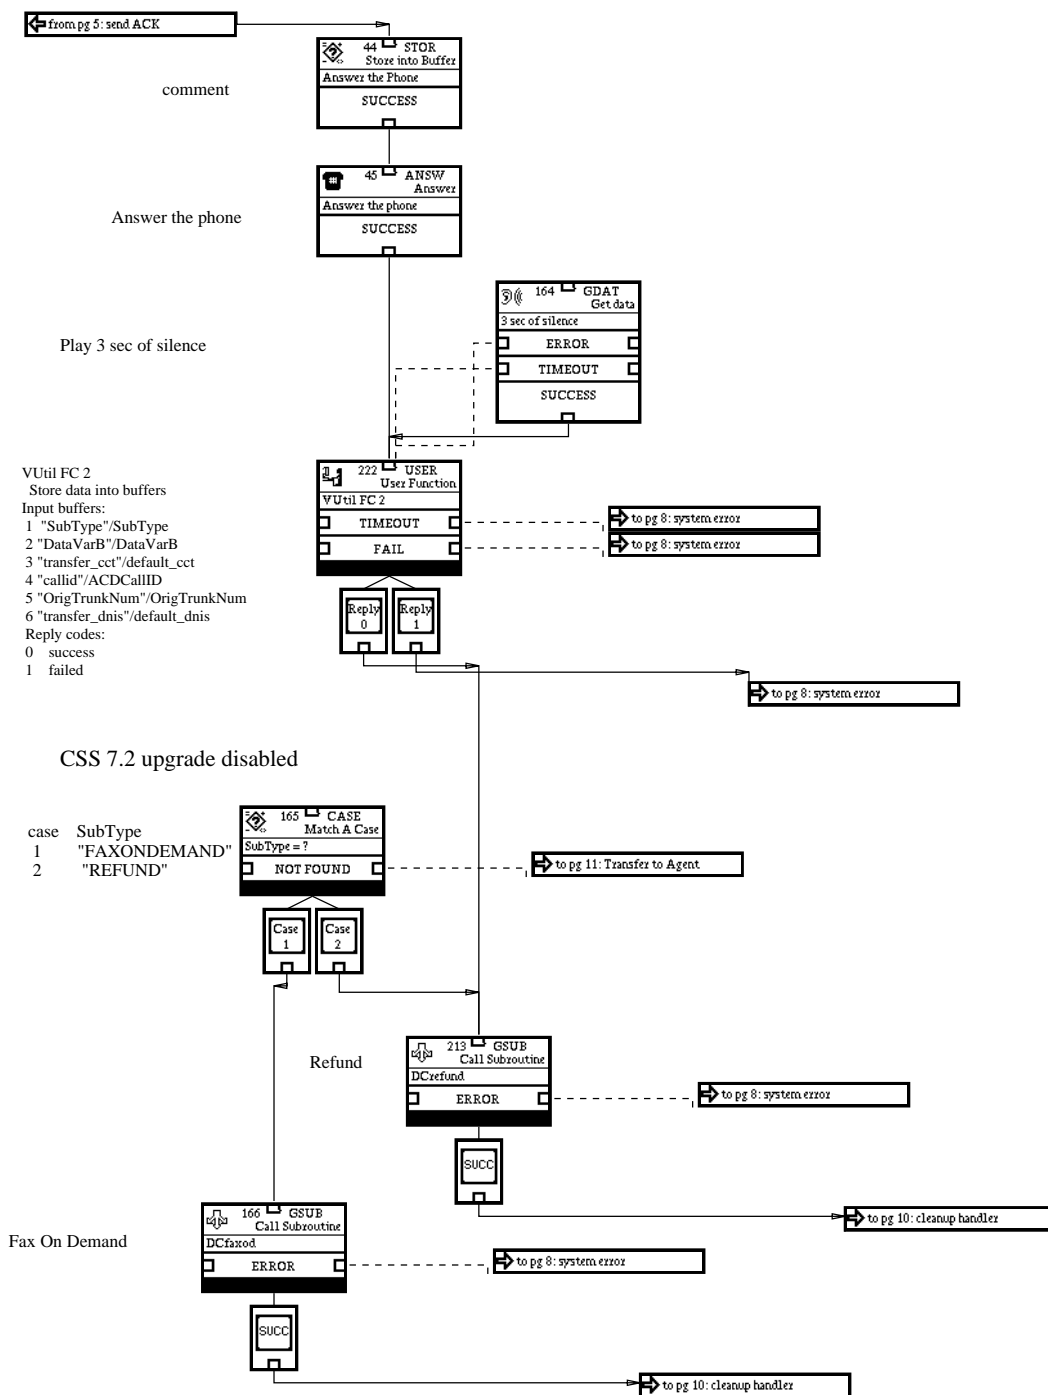 from pg 5: send ACK
44 STOR
Store into Buffer
Answer the Phone
SUCCESS
comment
45 ANSW
Answer
Answer the phone
SUCCESS
Answer the phone
164 GDAT
Get data
3 sec of silence
ERROR
TIMEOUT
SUCCESS
Play 3 sec of silence
222 USER
User Function
VUtil FC 2
TIMEOUT
FAIL
to pg 8: system error
to pg 8: system error
Reply
0
Reply
1
to pg 8: system error
VUtil FC 2
Store data into buffers
Input buffers:
1 "SubType"/SubType
2 "DataVarB"/DataVarB
3 "transfer_cct"/default_cct
4 "callid"/ACDCallID
5 "OrigTrunkNum"/OrigTrunkNum
6 "transfer_dnis"/default_dnis
Reply codes:
0 success
1 failed
CSS 7.2 upgrade disabled
165 CASE
Match A Case
SubType = ?
NOT FOUND
to pg 11: Transfer to Agent
case SubType
1 "FAXONDEMAND"
2 "REFUND"
Case
1
Case
2
Refund
213 GSUB
Call Subroutine
DCrefund
ERROR
to pg 8: system error
SUCC
to pg 10: cleanup handler
Fax On Demand
166 GSUB
Call Subroutine
DCfaxod
ERROR
to pg 8: system error
SUCC
to pg 10: cleanup handler